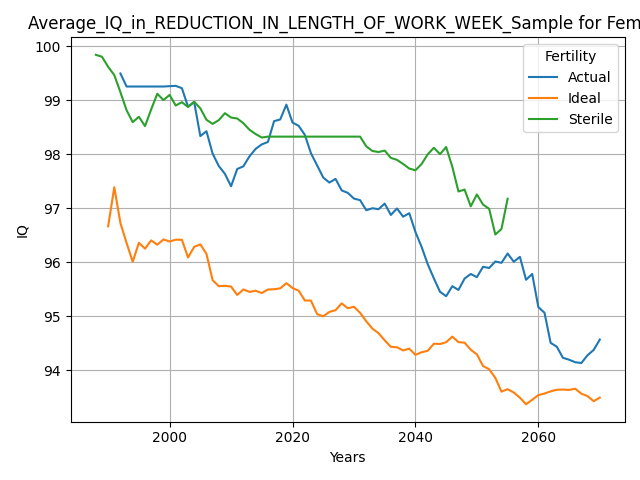 Average_IQ_in_REDUCTION_IN_LENGTH_OF_WORK_WEEK_Sample for Fem
Fertility
Actual
Ideal
Sterile
100
99
98
97
96
95
94
IQ
2000
2020
2040
2060
Years